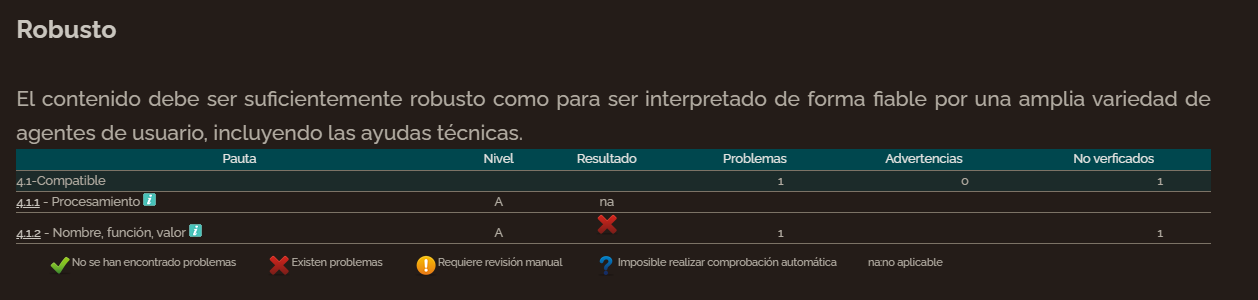 Robusto
El contenido debe ser suficientemente robusto como para ser interpretado de forma fiable por una amplia variedad de
agentes de usuario, incluyendo las ayudas técnicas.
Pauta Nivel Resultado Problemas Advertencias No verficados
4.1-Compatible 1 0 1
4.1.1 - Procesamiento i A na
4.1.2 - Nombre, función, valor i A 1 1
No se han encontrado problemas Existen problemas ! Requiere revisión manual ? Imposible realizar comprobación automática na:no aplicable